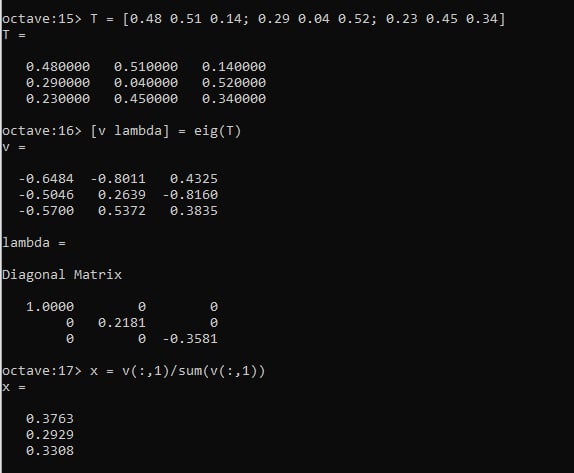 octave:15> T = [0.48 0.51 0.14; 0.29 0.04 0.52; 0.23 0.45 0.34]
T =
0.480000 0.510000 0.140000
0.290000 0.040000 0.520000
0.230000 0.450000 0.340000
octave:16> [v lambda] = eig(T)
v =
-0.6484 -0.8011 0.4325
-0.5046 0.2639 -0.8160
-0.5700 0.5372 0.3835
lambda =
Diagonal Matrix
1.0000 0 0
0 0.2181 0
0 0 -0.3581
octave:17> x = v(:,1)/sum(v(:,1))
x =
0.3763
0.2929
0.3308